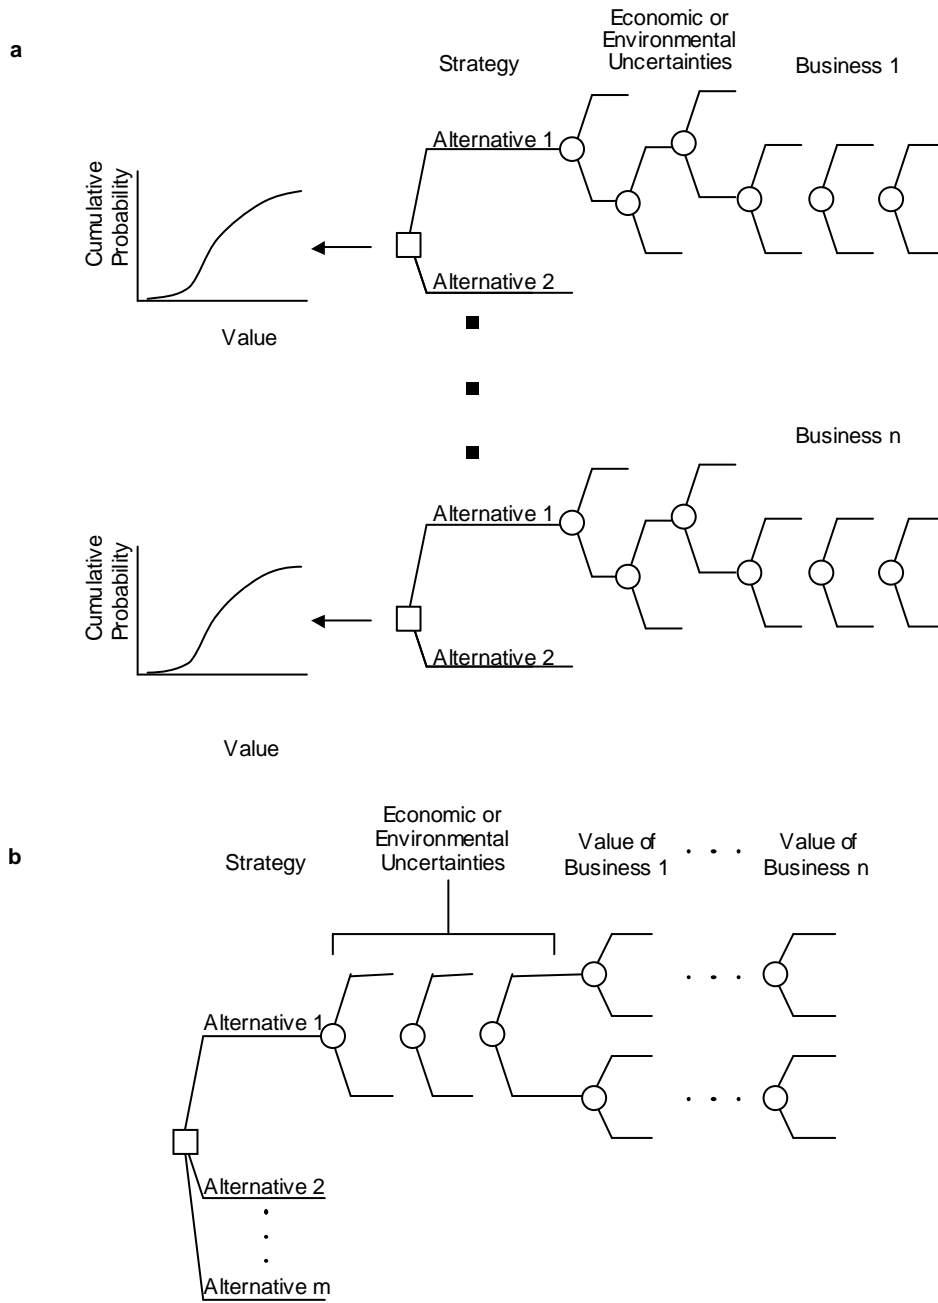 a
Economic or
Environmental
Uncertainties
Strategy
Business 1
Alternative 1
Cumulative
Probability
Alternative 2
Value
Business n
Alternative 1
Cumulative
Probability
Alternative 2
Value
b
Economic or
Environmental
Uncertainties
Strategy
Value of
Business 1
. . .
Value of
Business n
. . .
Alternative 1
. . .
Alternative 2
Alternative m